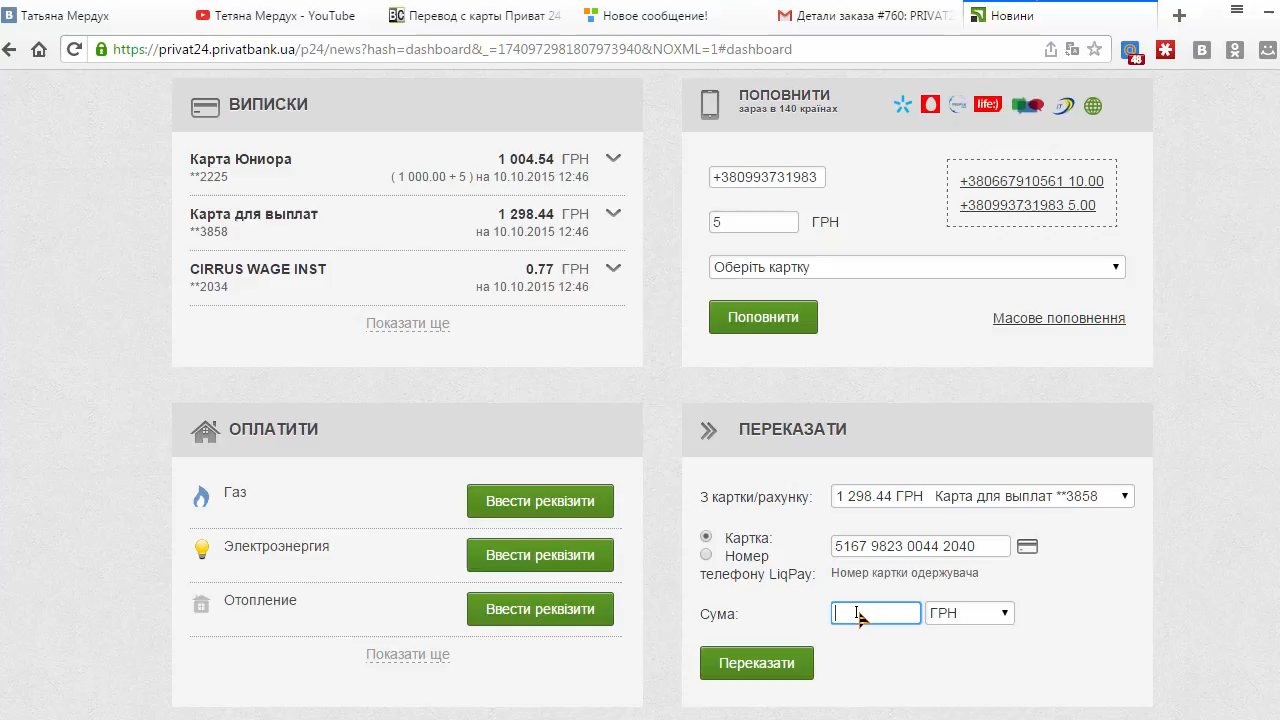 Татьяна Мердух
Тетяна Мердух - YouTube
Перевод с карты Приват 24
Новое сообщение!
Детали заказа #760: PRIVAT2
Новини
https://privat24.privatbank.ua/p24/news?hash=dashboard&_=1740972981807973940&NOXML=1#dashboard
48
ВИПИСКИ
Карта Юниора 1 004.54 ГРН
**2225 ( 1 000.00 + 5 ) на 10.10.2015 12:46
Карта для выплат 1 298.44 ГРН
**3858 на 10.10.2015 12:46
CIRRUS WAGE INST 0.77 ГРН
**2034 на 10.10.2015 12:46
Показати ще
ПОПОВНИТИ
зараз в 140 країнах
life:)
+380993731983
+380667910561 10.00
+380993731983 5.00
5 ГРН
Оберіть картку
Поповнити
Масове поповнення
ОПЛАТИТИ
Газ Ввести реквізити
Электроэнергия Ввести реквізити
Отопление Ввести реквізити
Показати ще
ПЕРЕКАЗАТИ
З картки/рахунку: 1 298.44 ГРН Карта для выплат **3858
Картка: 5167 9823 0044 2040
Номер
телефону LiqPay: Номер картки одержувача
Сума: ГРН
Переказати